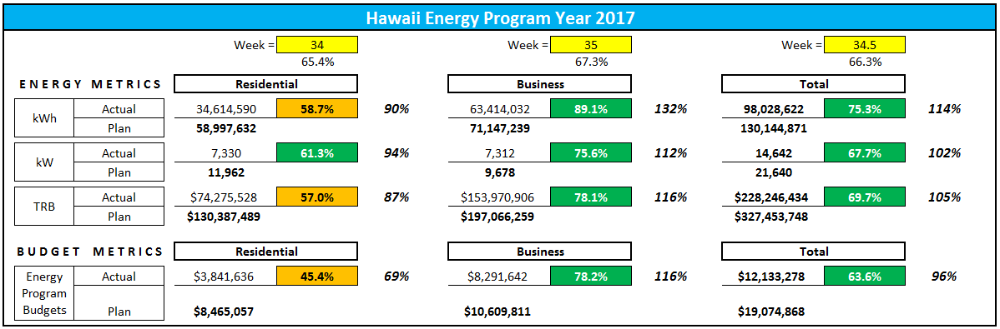 Hawaii Energy Program Year 2017
Week = 34 Week = 35 Week = 34.5
65.4% 67.3% 66.3%
ENERGY METRICS Residential Business Total
kWh Actual 34,614,590 58.7% 90% 63,414,032 89.1% 132% 98,028,622 75.3% 114%
Plan 58,997,632 71,147,239 130,144,871
kW Actual 7,330 61.3% 94% 7,312 75.6% 112% 14,642 67.7% 102%
Plan 11,962 9,678 21,640
TRB Actual $74,275,528 57.0% 87% $153,970,906 78.1% 116% $228,246,434 69.7% 105%
Plan $130,387,489 $197,066,259 $327,453,748
BUDGET METRICS Residential Business Total
Energy Actual $3,841,636 45.4% 69% $8,291,642 78.2% 116% $12,133,278 63.6% 96%
Program
Budgets Plan $8,465,057 $10,609,811 $19,074,868